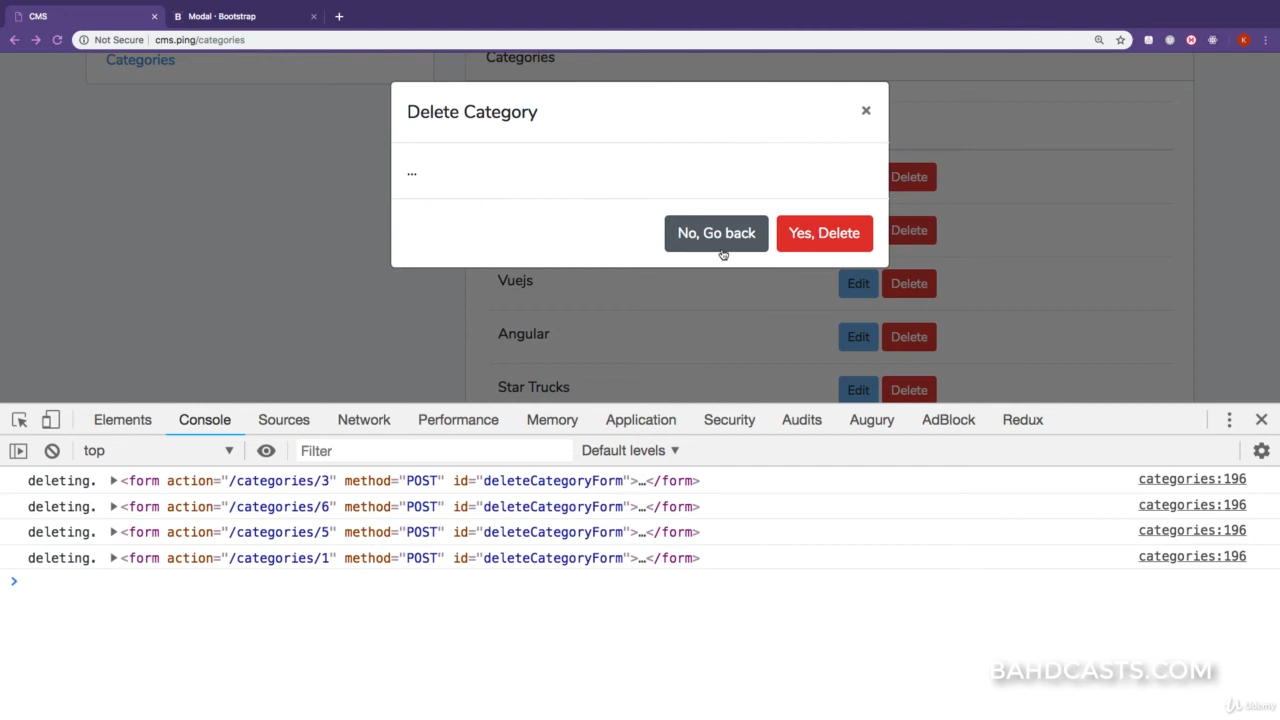 CMS × Modal · Bootstrap × +
Not Secure cms.ping/categories K
Categories
Categories
Delete Category ×
...
No, Go back Yes, Delete
Delete
Delete
Vuejs Edit Delete
Angular Edit Delete
Star Trucks Edit Delete
Elements Console Sources Network Performance Memory Application Security Audits Augury AdBlock Redux
top Filter Default levels
deleting. <form action="/categories/3" method="POST" id="deleteCategoryForm">…</form> categories:196
deleting. <form action="/categories/6" method="POST" id="deleteCategoryForm">…</form> categories:196
deleting. <form action="/categories/5" method="POST" id="deleteCategoryForm">…</form> categories:196
deleting. <form action="/categories/1" method="POST" id="deleteCategoryForm">…</form> categories:196
BAHDCASTS.COM
Udemy